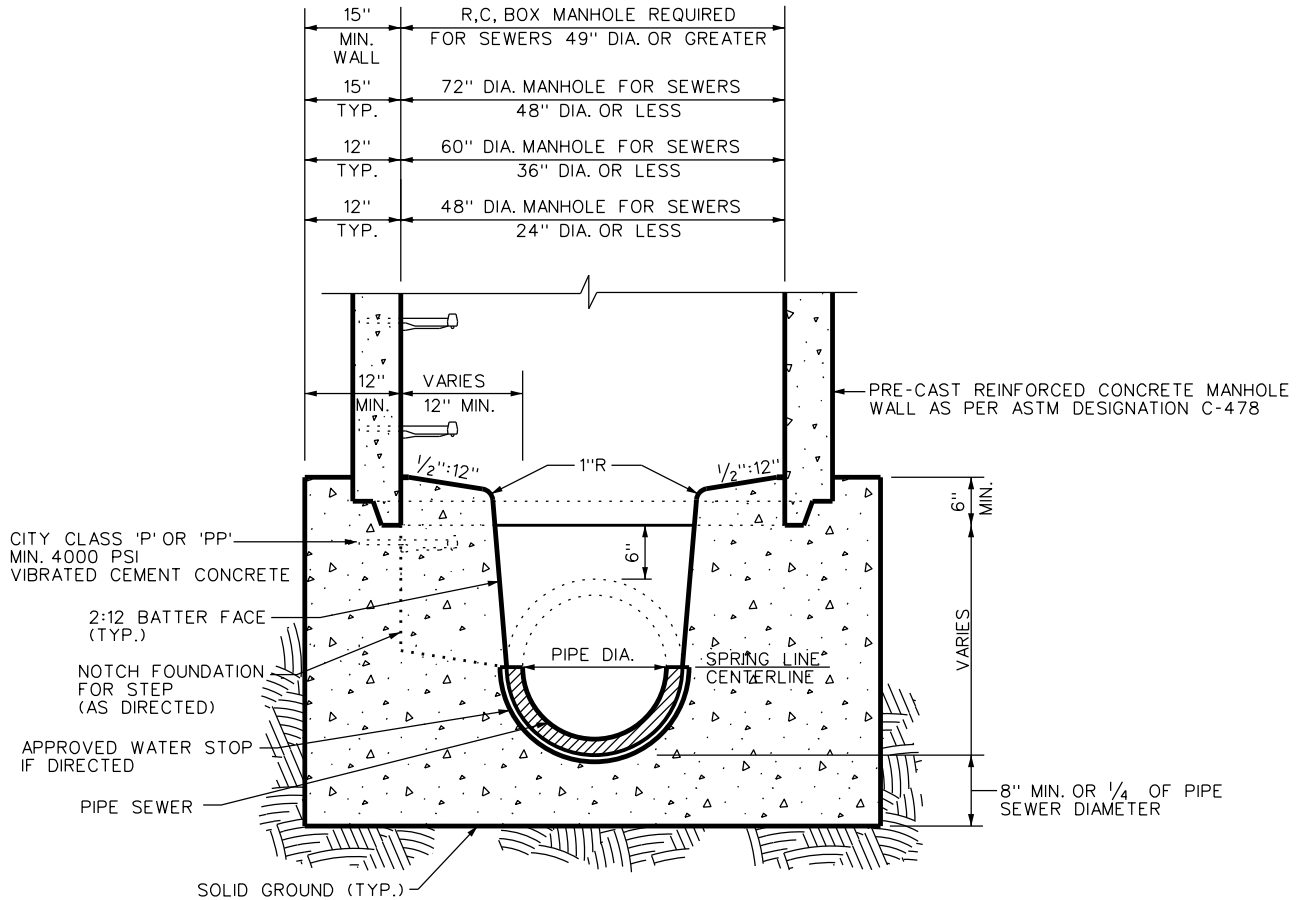 15"
MIN.
WALL
R,C, BOX MANHOLE REQUIRED
FOR SEWERS 49" DIA. OR GREATER
15"
TYP.
72" DIA. MANHOLE FOR SEWERS
48" DIA. OR LESS
12"
TYP.
60" DIA. MANHOLE FOR SEWERS
36" DIA. OR LESS
12"
TYP.
48" DIA. MANHOLE FOR SEWERS
24" DIA. OR LESS
12"
MIN.
VARIES
12" MIN.
PRE-CAST REINFORCED CONCRETE MANHOLE
WALL AS PER ASTM DESIGNATION C-478
1/2":12"
1"R
1/2":12"
6"
MIN.
CITY CLASS 'P' OR 'PP'
MIN. 4000 PSI
VIBRATED CEMENT CONCRETE
6"
2:12 BATTER FACE
(TYP.)
VARIES
PIPE DIA.
SPRING LINE
CENTERLINE
NOTCH FOUNDATION
FOR STEP
(AS DIRECTED)
APPROVED WATER STOP
IF DIRECTED
PIPE SEWER
8" MIN. OR 1/4 OF PIPE
SEWER DIAMETER
SOLID GROUND (TYP.)